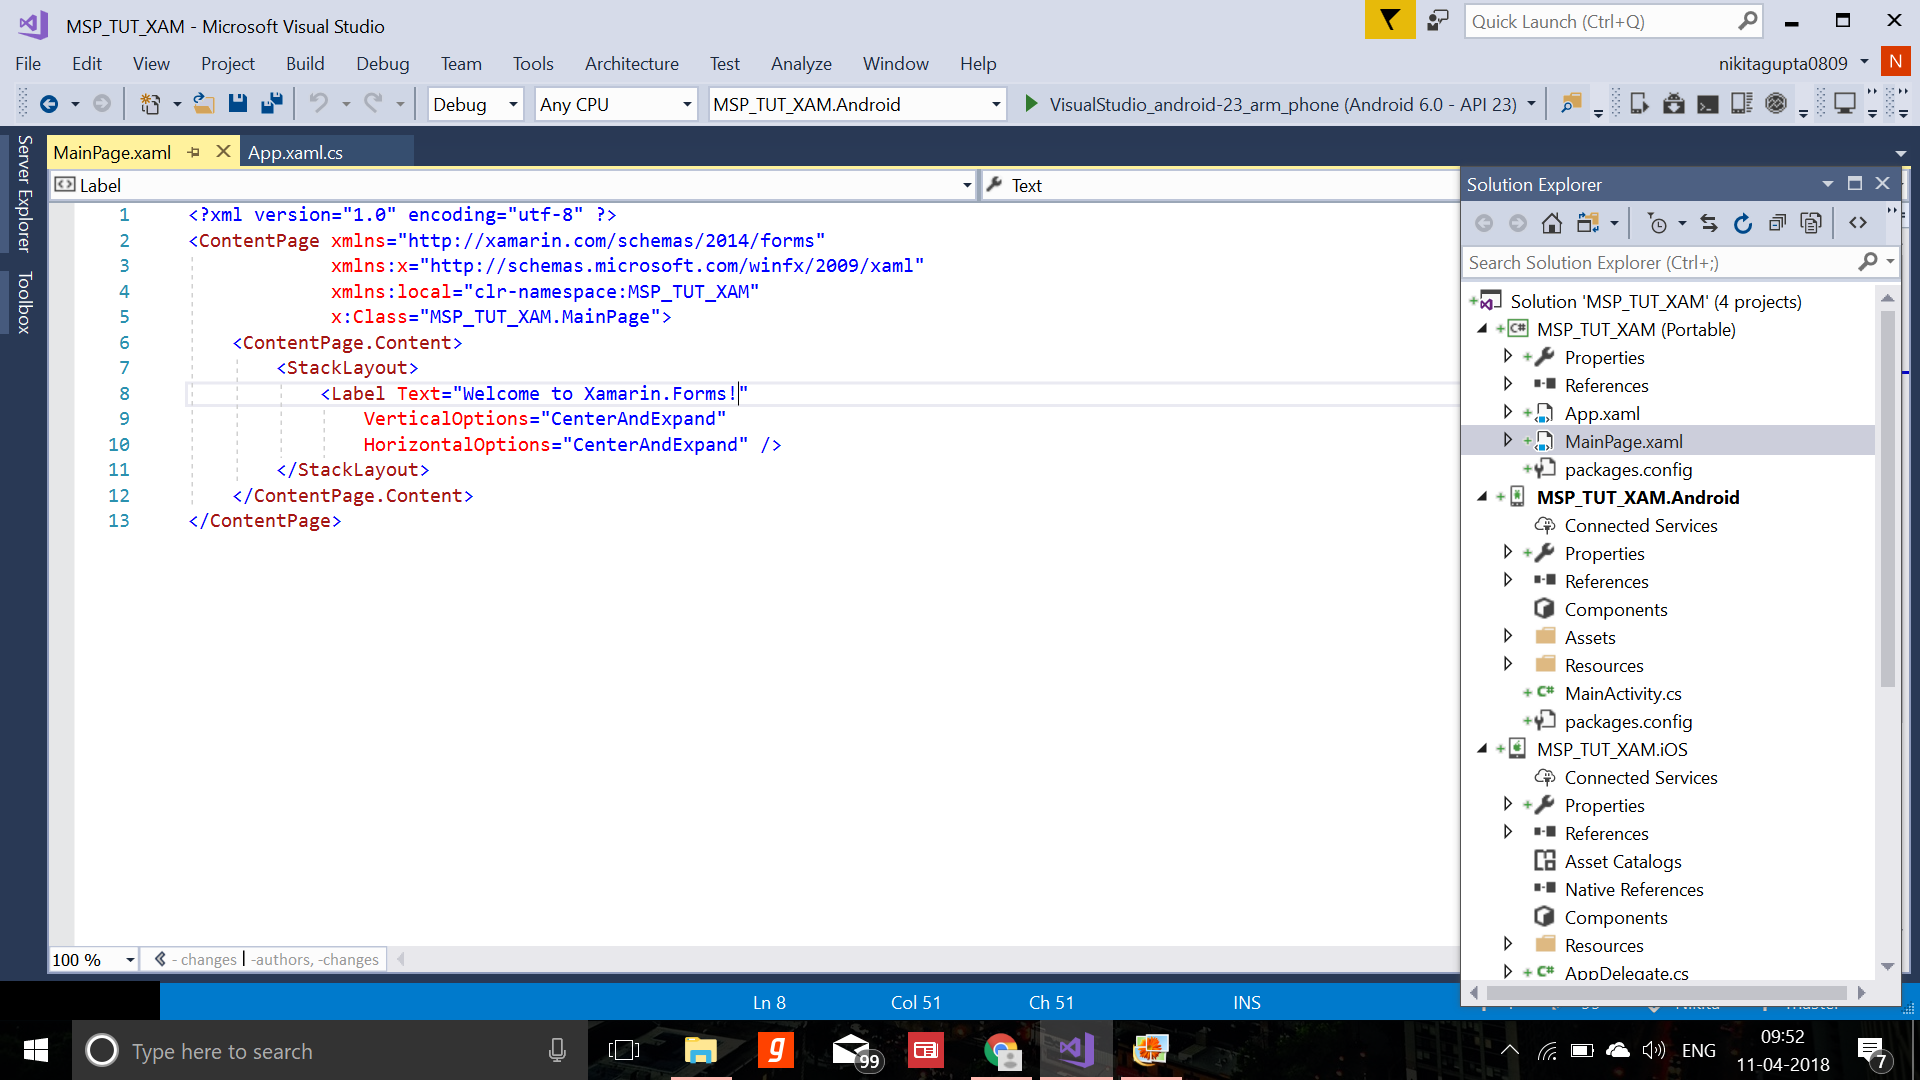 MSP_TUT_XAM - Microsoft Visual Studio
Quick Launch (Ctrl+Q)
File Edit View Project Build Debug Team Tools Architecture Test Analyze Window Help
nikitagupta0809 N
Debug Any CPU MSP_TUT_XAM.Android VisualStudio_android-23_arm_phone (Android 6.0 - API 23)
Server Explorer
Toolbox
MainPage.xaml App.xaml.cs
Label Text
1 <?xml version="1.0" encoding="utf-8" ?>
2 <ContentPage xmlns="http://xamarin.com/schemas/2014/forms"
3 xmlns:x="http://schemas.microsoft.com/winfx/2009/xaml"
4 xmlns:local="clr-namespace:MSP_TUT_XAM"
5 x:Class="MSP_TUT_XAM.MainPage">
6 <ContentPage.Content>
7 <StackLayout>
8 <Label Text="Welcome to Xamarin.Forms!"
9 VerticalOptions="CenterAndExpand"
10 HorizontalOptions="CenterAndExpand" />
11 </StackLayout>
12 </ContentPage.Content>
13 </ContentPage>
Solution Explorer
Search Solution Explorer (Ctrl+;)
Solution 'MSP_TUT_XAM' (4 projects)
MSP_TUT_XAM (Portable)
Properties
References
App.xaml
MainPage.xaml
packages.config
MSP_TUT_XAM.Android
Connected Services
Properties
References
Components
Assets
Resources
MainActivity.cs
packages.config
MSP_TUT_XAM.iOS
Connected Services
Properties
References
Asset Catalogs
Native References
Components
Resources
AppDelegate.cs
100 % - changes | -authors, -changes
Ln 8 Col 51 Ch 51 INS
Type here to search
g
99
ENG
09:52
11-04-2018
7